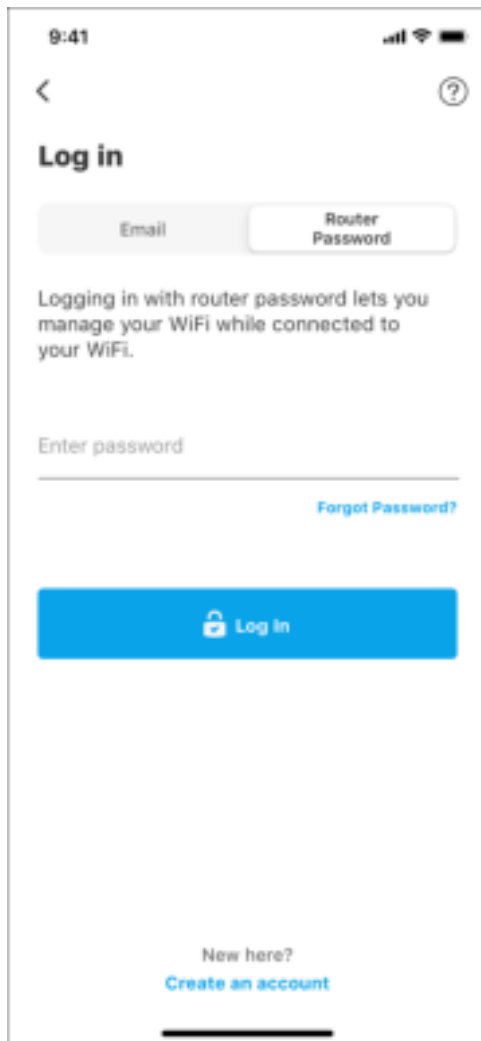 9:41
Log in
Email
Router
Password
Logging in with router password lets you
manage your WiFi while connected to
your WiFi.
Enter password
Forgot Password?
Log In
New here?
Create an account